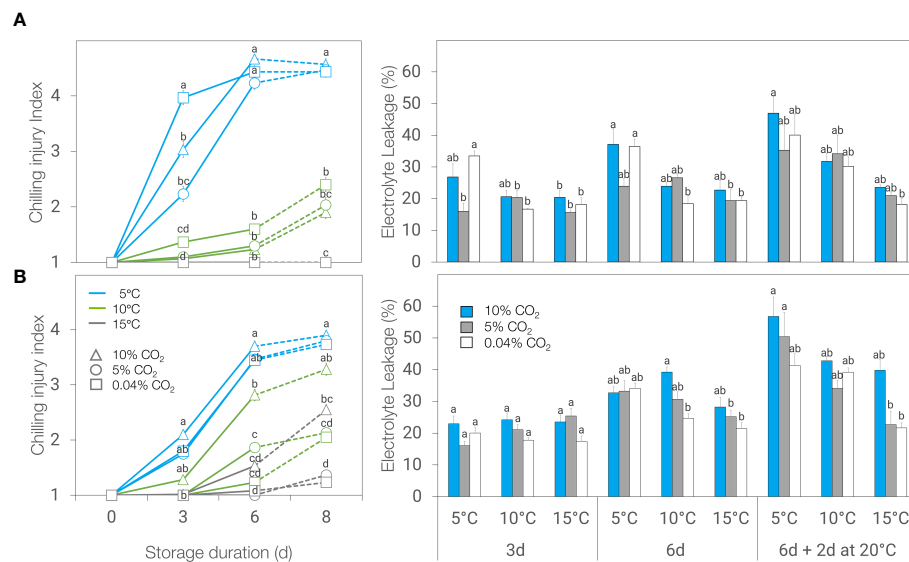 A
Chilling injury Index
4
2
1
a
b
bc
cd
d
a
a
b
b
a
b
bc
c
Electrolyte Leakage (%)
60
50
40
30
20
10
0
ab
b
a
ab
ab
b
b
b
b
a
ab
a
ab
ab
b
ab
b
b
a
ab
ab
ab
ab
ab
ab
b
b
B
Chilling injury index
4
3
2
1
5°C
10°C
15°C
10% CO2
5% CO2
0.04% CO2
a
ab
ab
b
a
ab
b
c
cd
cd
d
a
ab
ab
bc
cd
d
0
3
6
8
Storage duration (d)
Electrolyte Leakage (%)
60
50
40
30
20
10
0
10% CO2
5% CO2
0.04% CO2
a
a
a
a
a
a
a
a
a
ab
ab
ab
a
ab
b
ab
b
b
a
a
ab
ab
ab
ab
ab
b
b
5°C 10°C 15°C 5°C 10°C 15°C 5°C 10°C 15°C
3d 6d 6d + 2d at 20°C